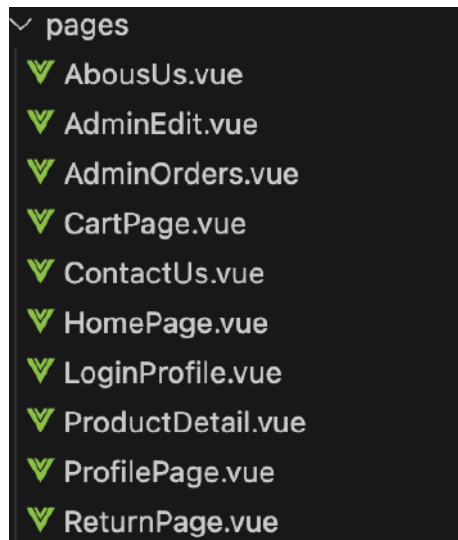 pages
AbousUs.vue
AdminEdit.vue
AdminOrders.vue
CartPage.vue
ContactUs.vue
HomePage.vue
LoginProfile.vue
ProductDetail.vue
ProfilePage.vue
ReturnPage.vue